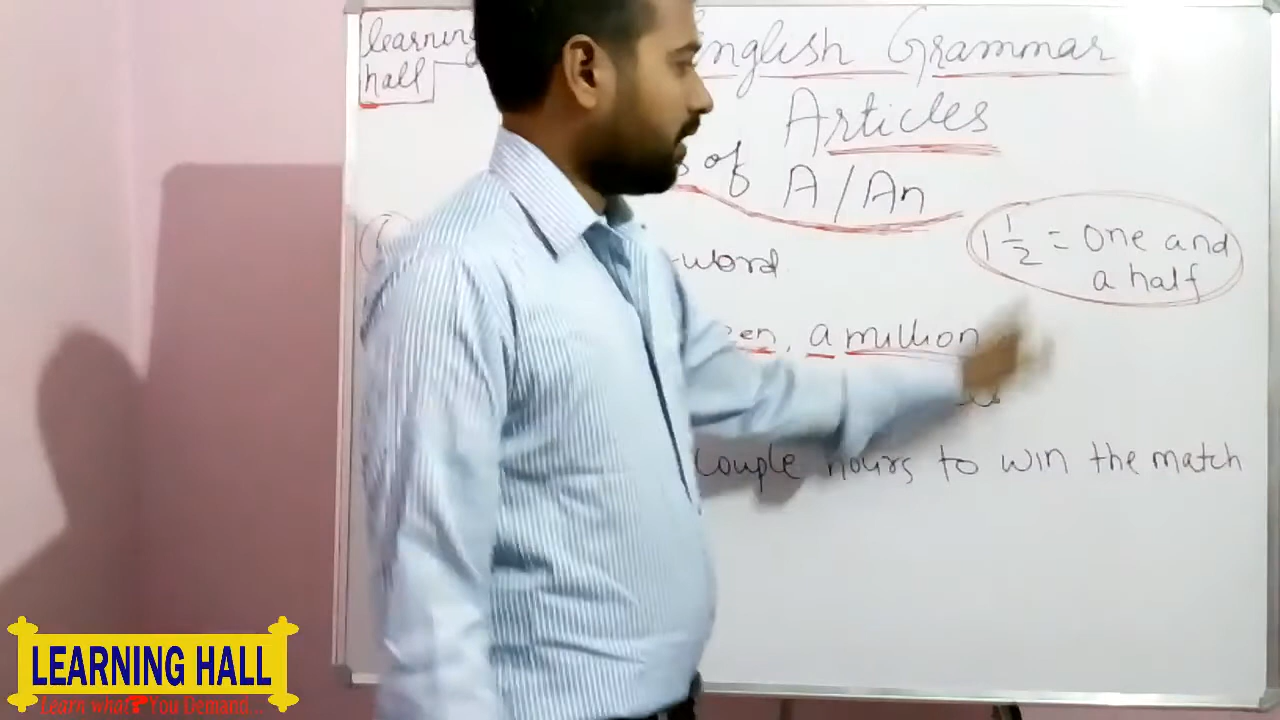 learning
hall
English Grammar
Articles
of A/An
word
1 1/2 = One and
a half
a million
Couple hours to win the match
LEARNING HALL
Learn what? You Demand...